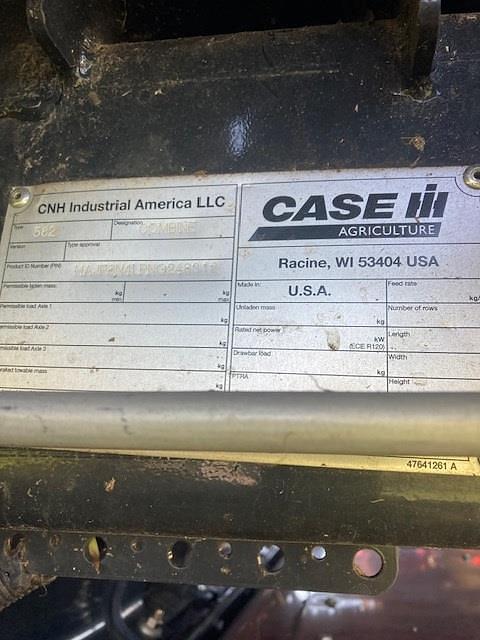 CNH Industrial America LLC
CASE IH
AGRICULTURE
Type 582 Designation COMBINE
Version Type approval
Product ID Number (PIN)
Racine, WI 53404 USA
Permissible laden mass: kg min kg max
Made in: U.S.A. Feed rate kg/
Permissible load Axle 1 kg
Unladen mass kg Number of rows
Permissible load Axle 2 kg
Rated net power kW (ECE R120) Length
Permissible load Axle 3 kg
Drawbar load kg Width
rated towable mass kg
PTRA Height
47641261 A